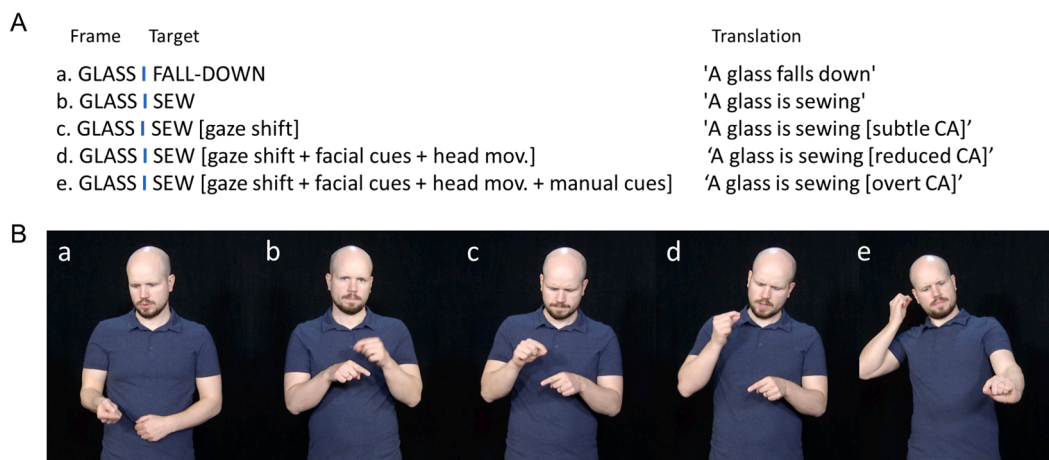 A
Frame Target Translation
a. GLASS I FALL-DOWN 'A glass falls down'
b. GLASS I SEW 'A glass is sewing'
c. GLASS I SEW [gaze shift] 'A glass is sewing [subtle CA]’
d. GLASS I SEW [gaze shift + facial cues + head mov.] ‘A glass is sewing [reduced CA]’
e. GLASS I SEW [gaze shift + facial cues + head mov. + manual cues] ‘A glass is sewing [overt CA]’
B
a b c d e